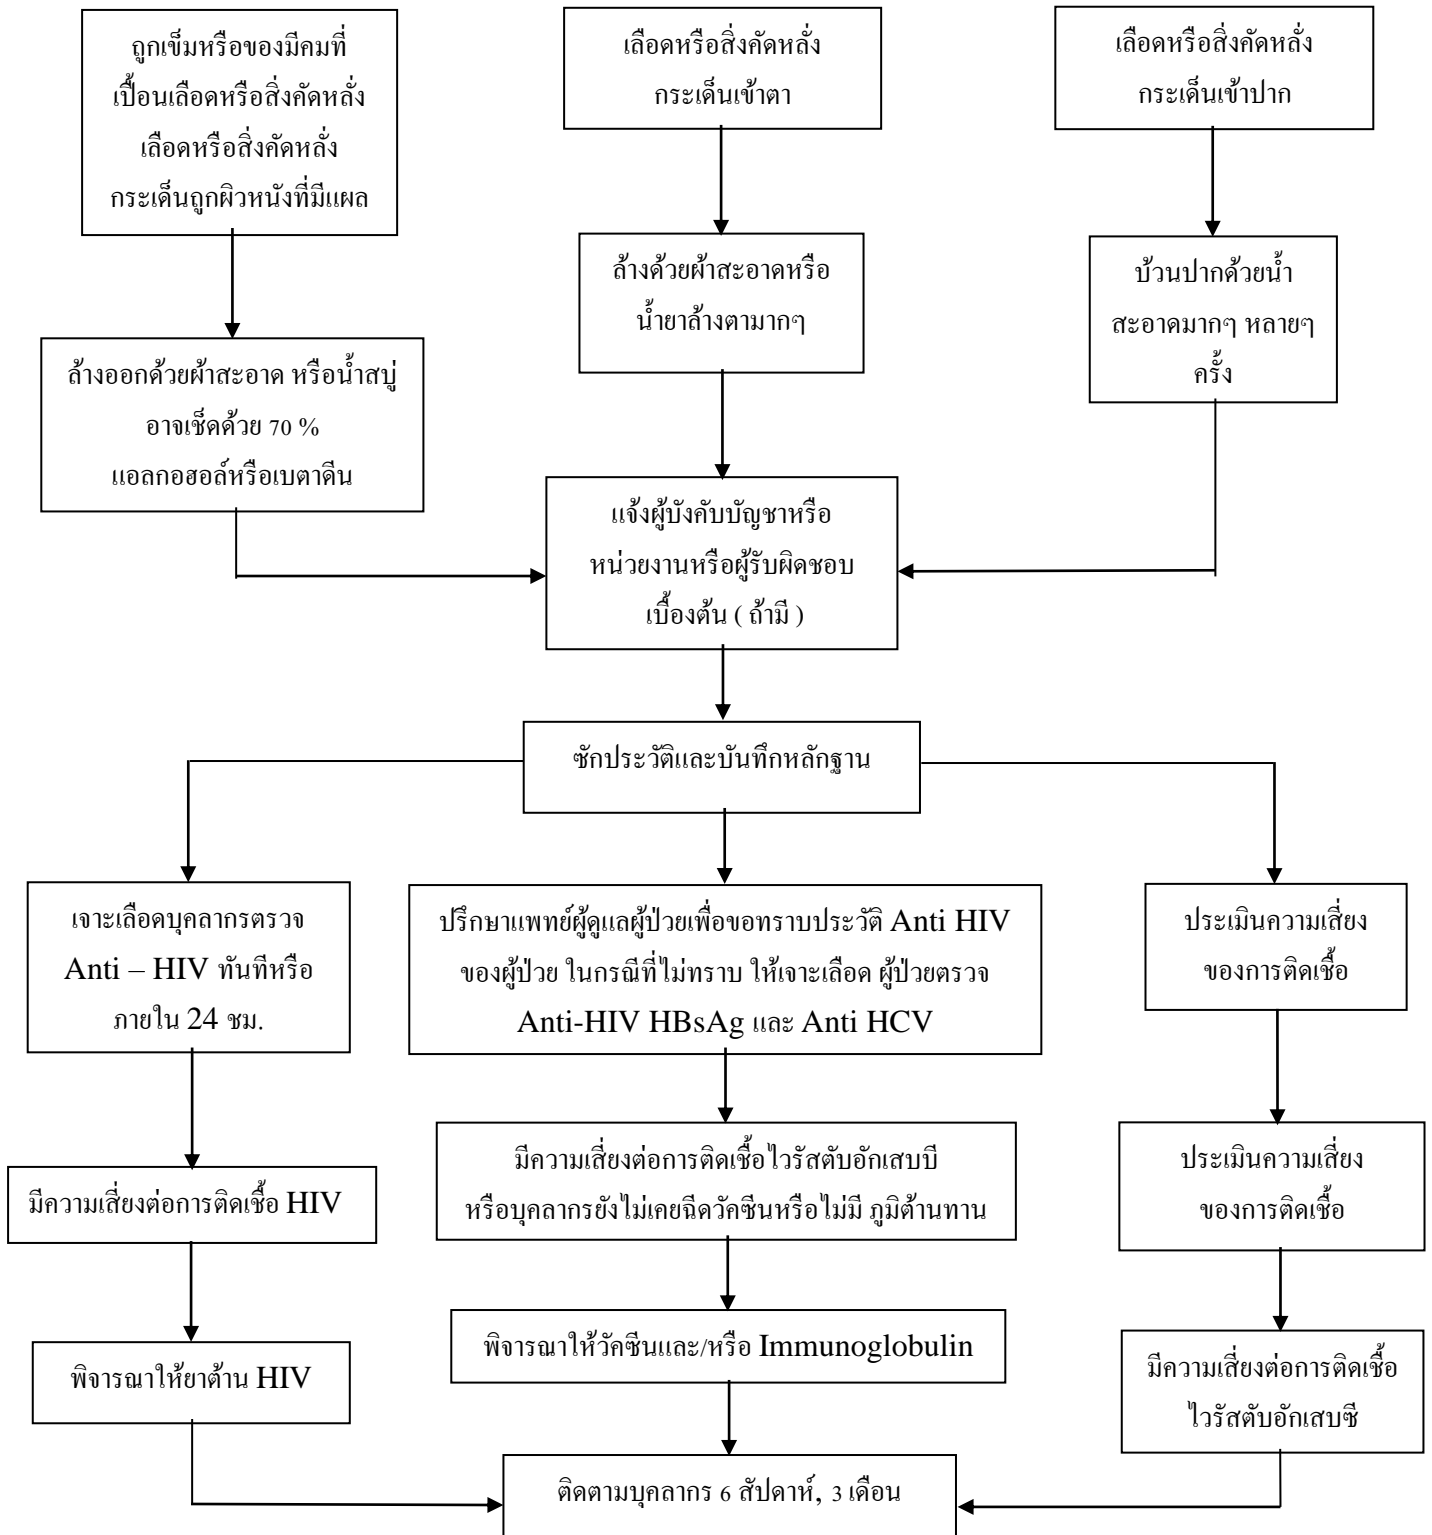 ถูกเข็มหรือของมีคมที่
เปื้อนเลือดหรือสิ่งคัดหลั่ง
เลือดหรือสิ่งคัดหลั่ง
กระเด็นถูกผิวหนังที่มีแผล
เลือดหรือสิ่งคัดหลั่ง
กระเด็นเข้าตา
เลือดหรือสิ่งคัดหลั่ง
กระเด็นเข้าปาก
ล้างออกด้วยผ้าสะอาด หรือน้ำสบู่
อาจเช็ดด้วย 70 %
แอลกอฮอล์หรือเบตาดีน
ล้างด้วยผ้าสะอาดหรือ
น้ำยาล้างตามากๆ
บ้วนปากด้วยน้ำ
สะอาดมากๆ หลายๆ
ครั้ง
แจ้งผู้บังคับบัญชาหรือ
หน่วยงานหรือผู้รับผิดชอบ
เบื้องต้น ( ถ้ามี )
ซักประวัติและบันทึกหลักฐาน
เจาะเลือดบุคลากรตรวจ
Anti – HIV ทันทีหรือ
ภายใน 24 ชม.
ปรึกษาแพทย์ผู้ดูแลผู้ป่วยเพื่อขอทราบประวัติ Anti HIV
ของผู้ป่วย ในกรณีที่ไม่ทราบ ให้เจาะเลือด ผู้ป่วยตรวจ
Anti-HIV HBsAg และ Anti HCV
ประเมินความเสี่ยง
ของการติดเชื้อ
มีความเสี่ยงต่อการติดเชื้อ HIV
มีความเสี่ยงต่อการติดเชื้อไวรัสตับอักเสบบี
หรือบุคลากรยังไม่เคยฉีดวัคซีนหรือไม่มี ภูมิต้านทาน
ประเมินความเสี่ยง
ของการติดเชื้อ
พิจารณาให้ยาต้าน HIV
พิจารณาให้วัคซีนและ/หรือ Immunoglobulin
มีความเสี่ยงต่อการติดเชื้อ
ไวรัสตับอักเสบซี
ติดตามบุคลากร 6 สัปดาห์, 3 เดือน